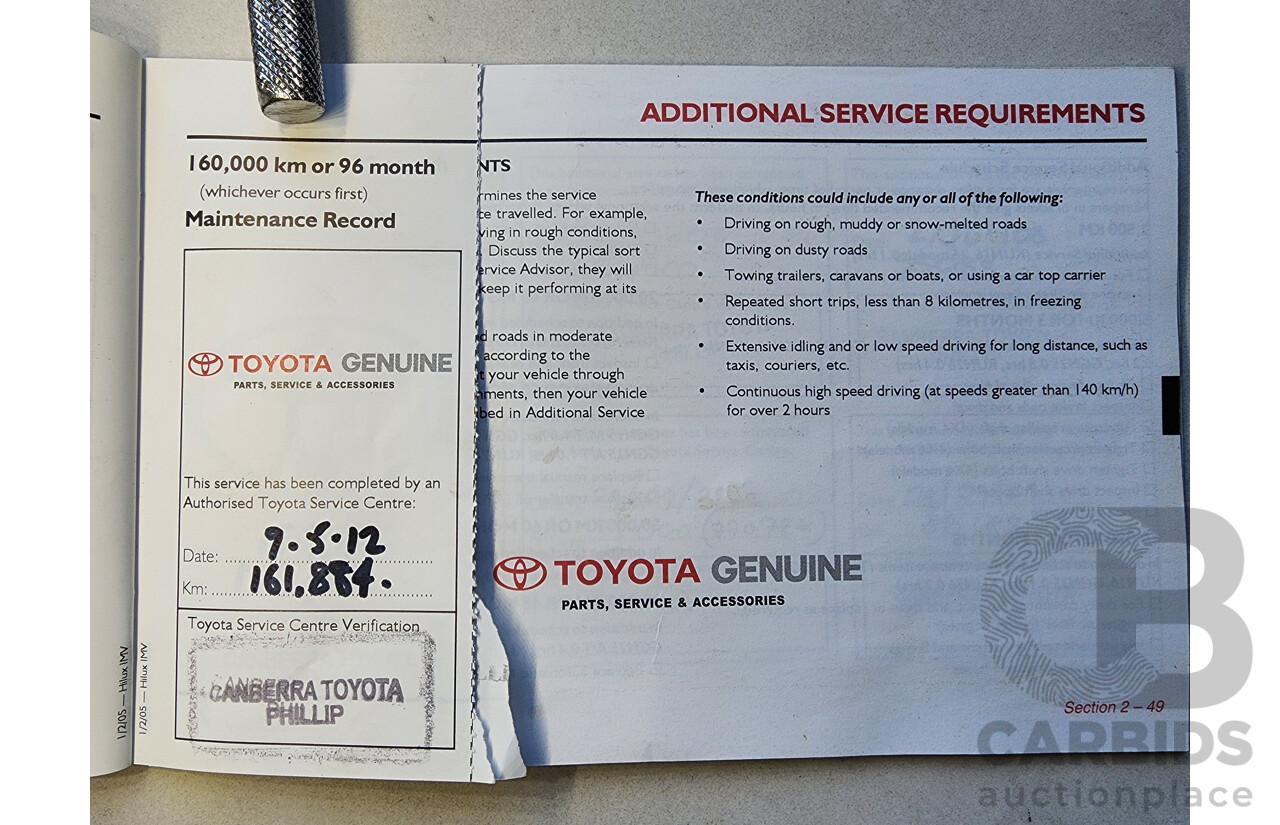 ADDITIONAL SERVICE REQUIREMENTS
160,000 km or 96 month
(whichever occurs first)
Maintenance Record
TOYOTA GENUINE
PARTS, SERVICE & ACCESSORIES
This service has been completed by an
Authorised Toyota Service Centre:
Date: 9.5.12
Km: 161,884.
Toyota Service Centre Verification
CANBERRA TOYOTA
PHILLIP
1/2/05 — Hilux IMV
1/2/05 — Hilux IMV
NTS
rmines the service
ce travelled. For example,
ving in rough conditions,
. Discuss the typical sort
ervice Advisor, they will
keep it performing at its
d roads in moderate
according to the
t your vehicle through
ments, then your vehicle
bed in Additional Service
These conditions could include any or all of the following:
• Driving on rough, muddy or snow-melted roads
• Driving on dusty roads
• Towing trailers, caravans or boats, or using a car top carrier
• Repeated short trips, less than 8 kilometres, in freezing
conditions.
• Extensive idling and or low speed driving for long distance, such as
taxis, couriers, etc.
• Continuous high speed driving (at speeds greater than 140 km/h)
for over 2 hours
TOYOTA GENUINE
PARTS, SERVICE & ACCESSORIES
Section 2 – 49
CB
CARBIDS
auctionplace